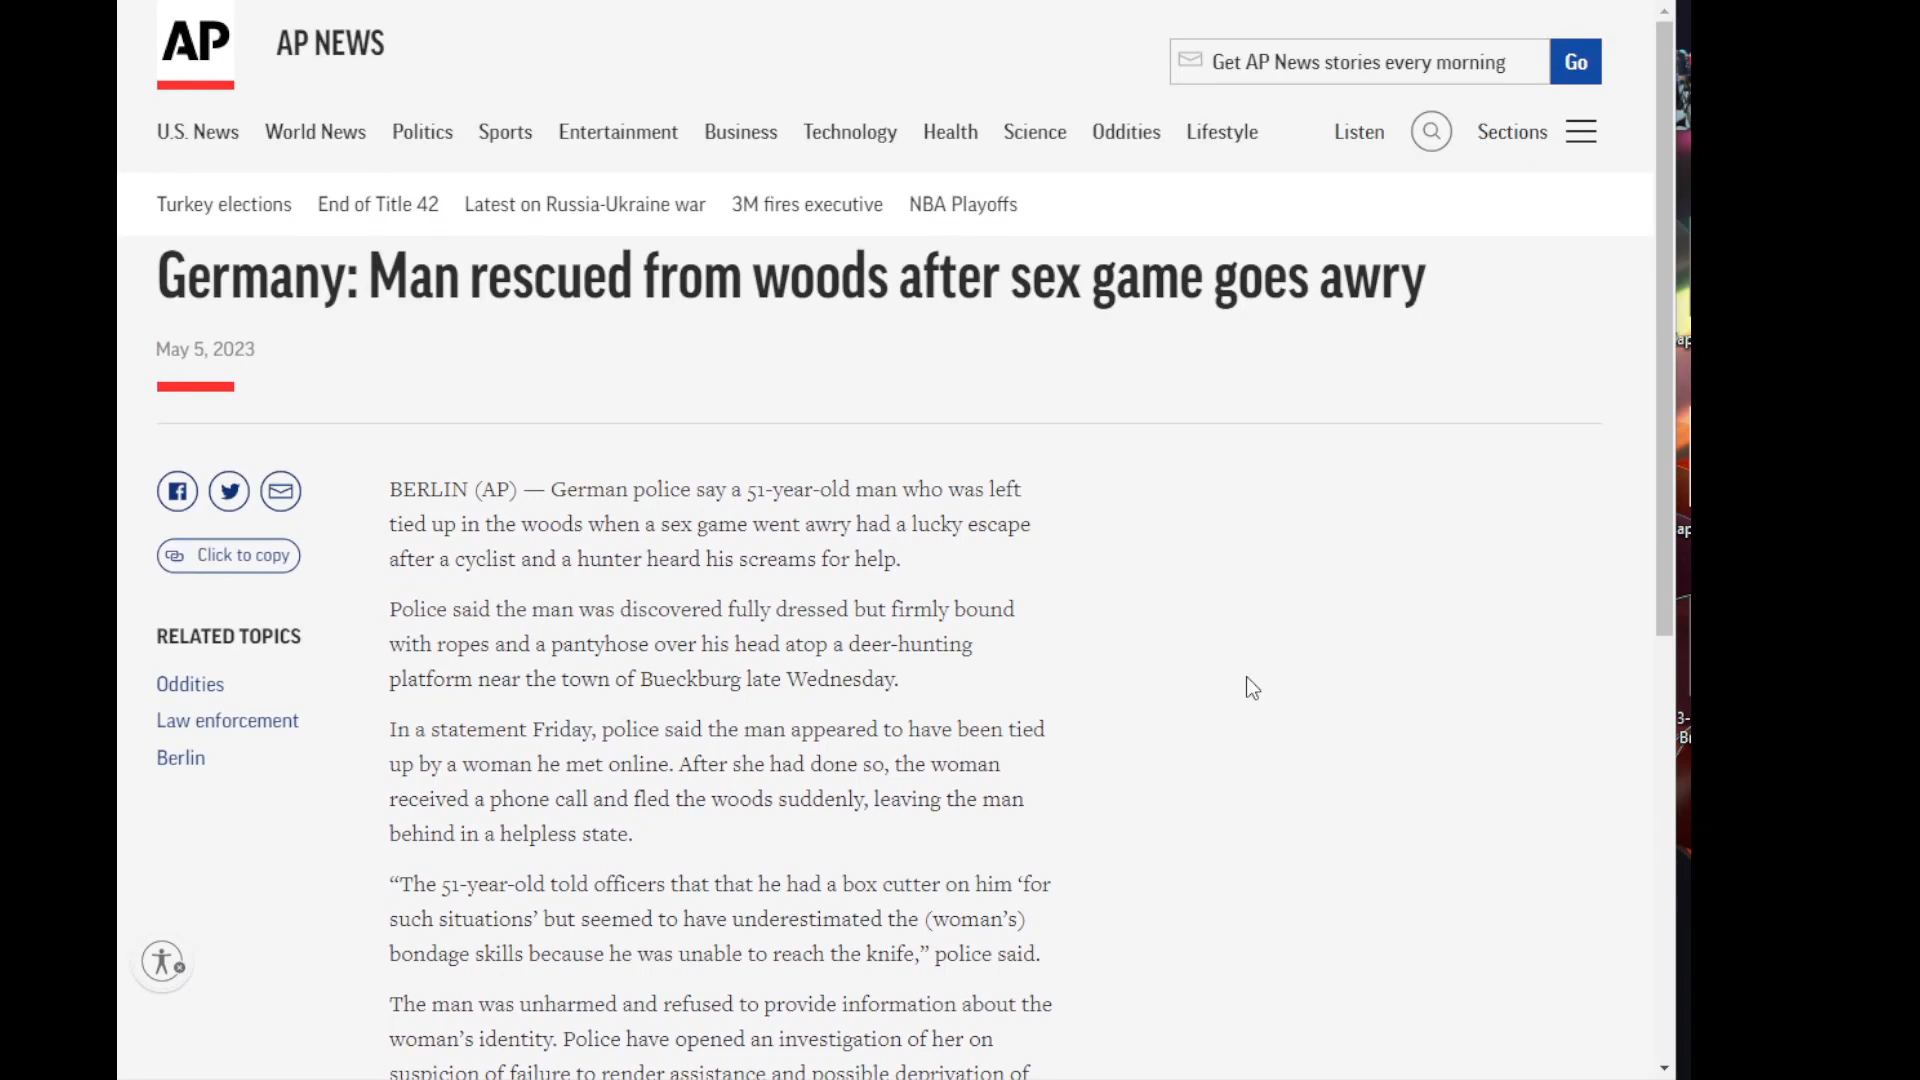 AP
AP NEWS
Get AP News stories every morning
Go
U.S. News World News Politics Sports Entertainment Business Technology Health Science Oddities Lifestyle Listen Sections
Turkey elections End of Title 42 Latest on Russia-Ukraine war 3M fires executive NBA Playoffs
Germany: Man rescued from woods after sex game goes awry
May 5, 2023
Click to copy
RELATED TOPICS
Oddities
Law enforcement
Berlin
BERLIN (AP) — German police say a 51-year-old man who was left
tied up in the woods when a sex game went awry had a lucky escape
after a cyclist and a hunter heard his screams for help.
Police said the man was discovered fully dressed but firmly bound
with ropes and a pantyhose over his head atop a deer-hunting
platform near the town of Bueckburg late Wednesday.
In a statement Friday, police said the man appeared to have been tied
up by a woman he met online. After she had done so, the woman
received a phone call and fled the woods suddenly, leaving the man
behind in a helpless state.
“The 51-year-old told officers that that he had a box cutter on him ‘for
such situations’ but seemed to have underestimated the (woman’s)
bondage skills because he was unable to reach the knife,” police said.
The man was unharmed and refused to provide information about the
woman’s identity. Police have opened an investigation of her on
suspicion of failure to render assistance and possible deprivation of